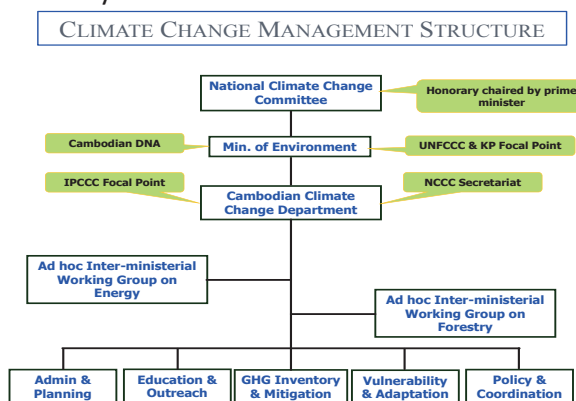 CLIMATE CHANGE MANAGEMENT STRUCTURE
National Climate Change
Committee
Honorary chaired by prime
minister
Cambodian DNA
Min. of Environment
UNFCCC & KP Focal Point
IPCCC Focal Point
Cambodian Climate
Change Department
NCCC Secretariat
Ad hoc Inter-ministerial
Working Group on
Energy
Ad hoc Inter-ministerial
Working Group on
Forestry
Admin &
Planning
Education &
Outreach
GHG Inventory
& Mitigation
Vulnerability
& Adaptation
Policy &
Coordination